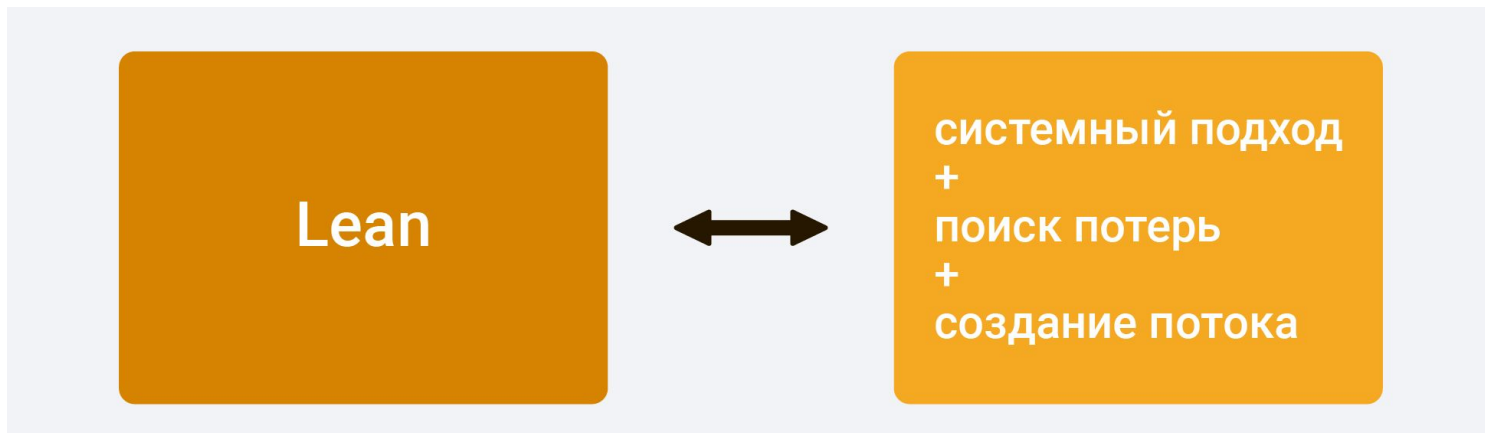 Lean
системный подход
+
поиск потерь
+
создание потока